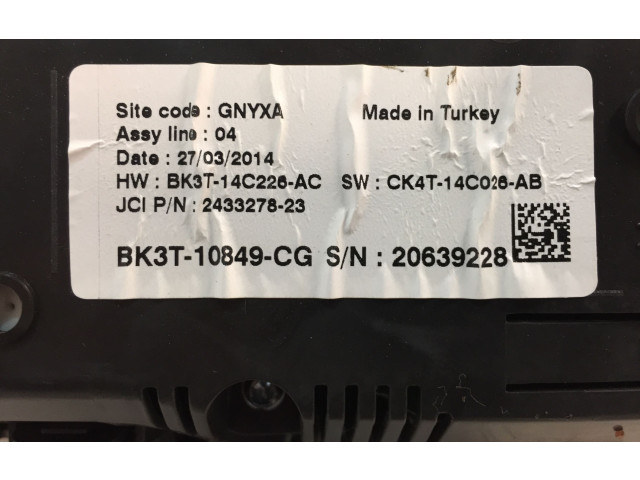 Site code : GNYXA Made in Turkey
Assy line : 04
Date : 27/03/2014
HW : BK3T-14C226-AC SW : CK4T-14C026-AB
JCI P/N : 2433278-23
BK3T-10849-CG S/N : 20639228